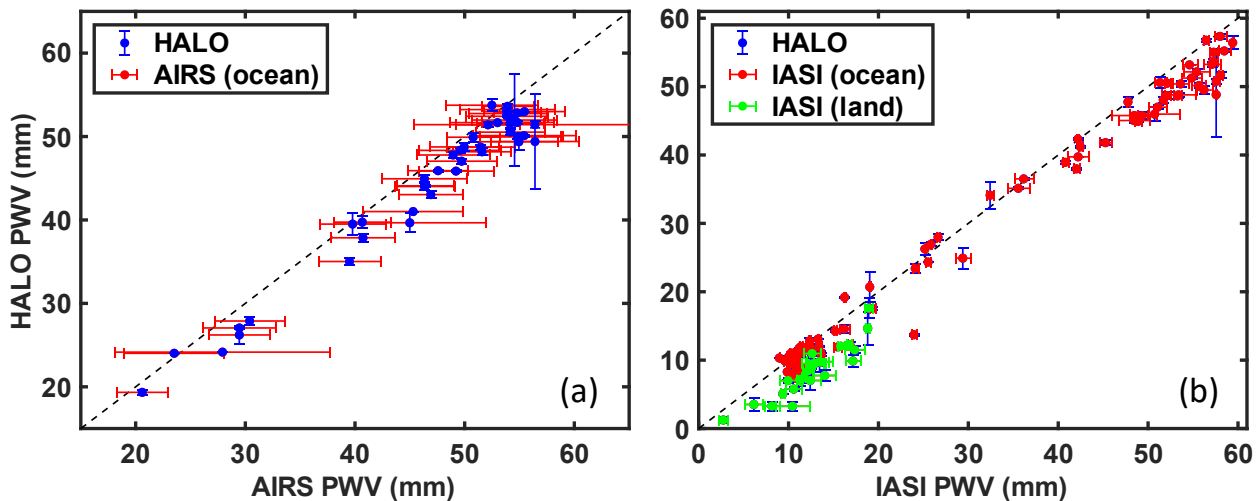 HALO
AIRS (ocean)
60
50
40
30
20
20
30
40
50
60
HALO PWV (mm)
AIRS PWV (mm)
(a)
HALO
IASI (ocean)
IASI (land)
60
50
40
30
20
10
0
0
10
20
30
40
50
60
IASI PWV (mm)
(b)